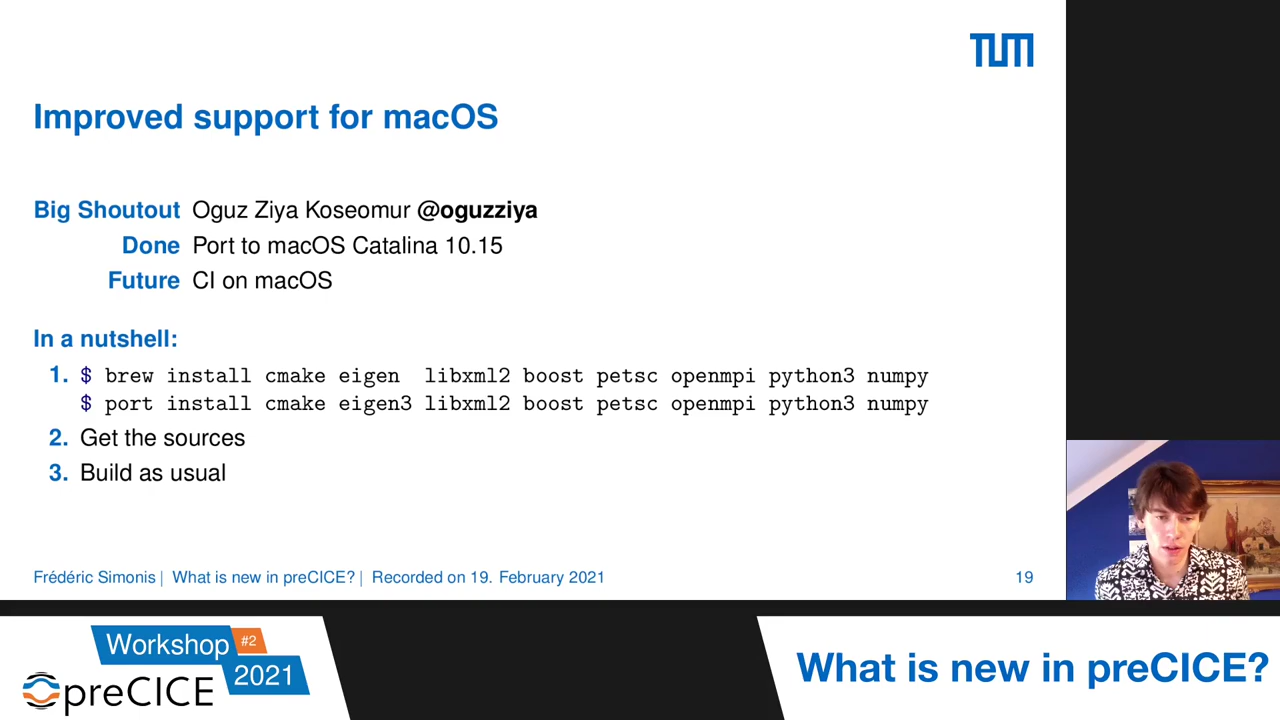 TUM
Improved support for macOS
Big Shoutout Oguz Ziya Koseomur @oguzziya
Done Port to macOS Catalina 10.15
Future CI on macOS
In a nutshell:
1. $ brew install cmake eigen  libxml2 boost petsc openmpi python3 numpy
$ port install cmake eigen3 libxml2 boost petsc openmpi python3 numpy
2. Get the sources
3. Build as usual
Frédéric Simonis | What is new in preCICE? | Recorded on 19. February 2021 19
Workshop #2
2021
preCICE
What is new in preCICE?